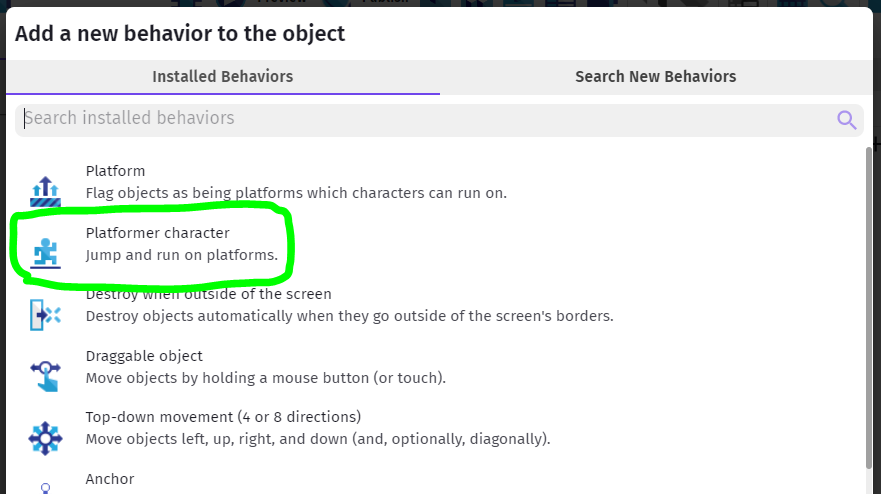 Add a new behavior to the object
Installed Behaviors
Search New Behaviors
Search installed behaviors
Platform
Flag objects as being platforms which characters can run on.
Platformer character
Jump and run on platforms.
Destroy when outside of the screen
Destroy objects automatically when they go outside of the screen's borders.
Draggable object
Move objects by holding a mouse button (or touch).
Top-down movement (4 or 8 directions)
Move objects left, up, right, and down (and, optionally, diagonally).
Anchor